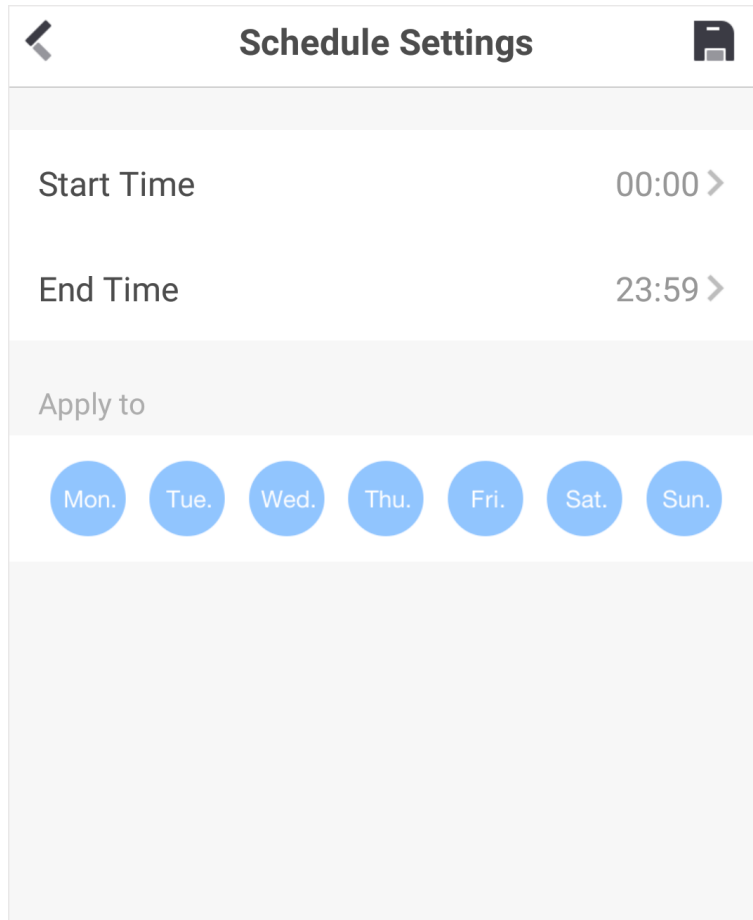 Schedule Settings
Start Time 00:00
End Time 23:59
Apply to
Mon. Tue. Wed. Thu. Fri. Sat. Sun.